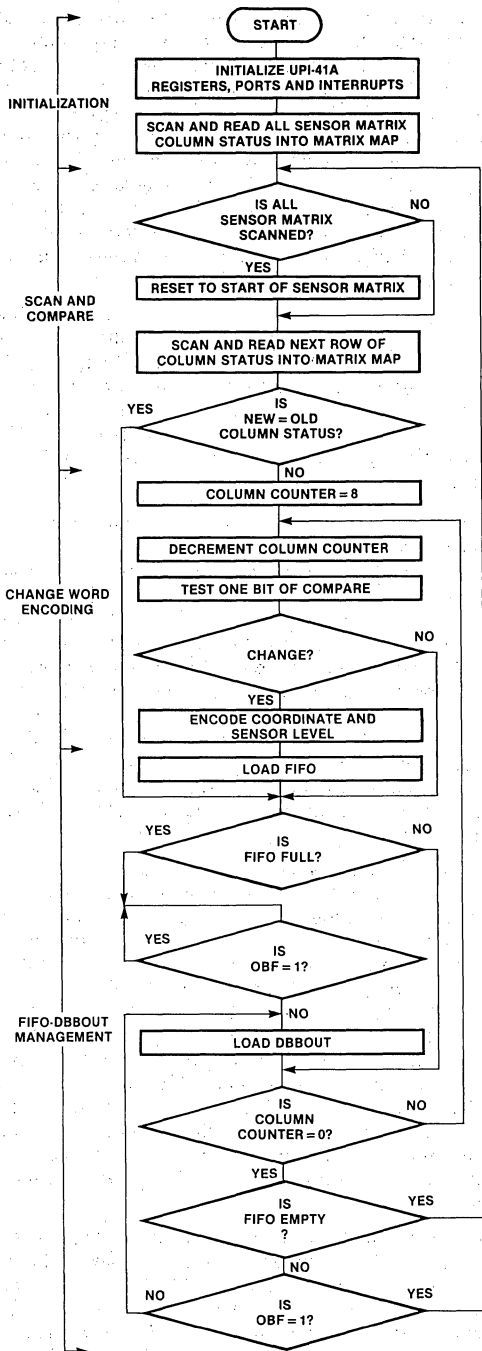 START
INITIALIZE UPI-41A
REGISTERS, PORTS AND INTERRUPTS
INITIALIZATION
SCAN AND READ ALL SENSOR MATRIX
COLUMN STATUS INTO MATRIX MAP
IS ALL
SENSOR MATRIX
SCANNED?
NO
YES
RESET TO START OF SENSOR MATRIX
SCAN AND
COMPARE
SCAN AND READ NEXT ROW OF
COLUMN STATUS INTO MATRIX MAP
YES
IS
NEW = OLD
COLUMN STATUS?
NO
COLUMN COUNTER = 8
DECREMENT COLUMN COUNTER
CHANGE WORD
ENCODING
TEST ONE BIT OF COMPARE
CHANGE?
NO
YES
ENCODE COORDINATE AND
SENSOR LEVEL
LOAD FIFO
YES
IS
FIFO FULL?
NO
YES
IS
OBF = 1?
NO
FIFO-DBBOUT
MANAGEMENT
LOAD DBBOUT
IS
COLUMN
COUNTER = 0?
NO
YES
IS
FIFO EMPTY
?
YES
NO
NO
IS
OBF = 1?
YES